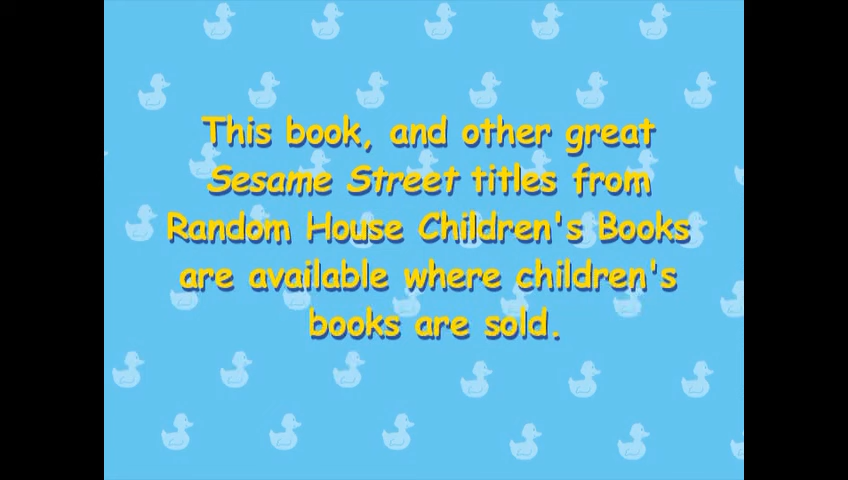 This book, and other great
Sesame Street titles from
Random House Children's Books
are available where children's
books are sold.